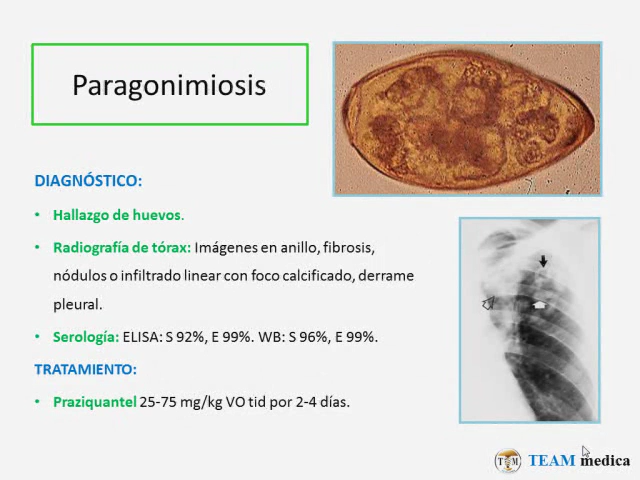 Paragonimiosis
DIAGNÓSTICO:
• Hallazgo de huevos.
• Radiografía de tórax: Imágenes en anillo, fibrosis,
nódulos o infiltrado linear con foco calcificado, derrame
pleural.
• Serología: ELISA: S 92%, E 99%. WB: S 96%, E 99%.
TRATAMIENTO:
• Praziquantel 25-75 mg/kg VO tid por 2-4 días.
TEAM medica